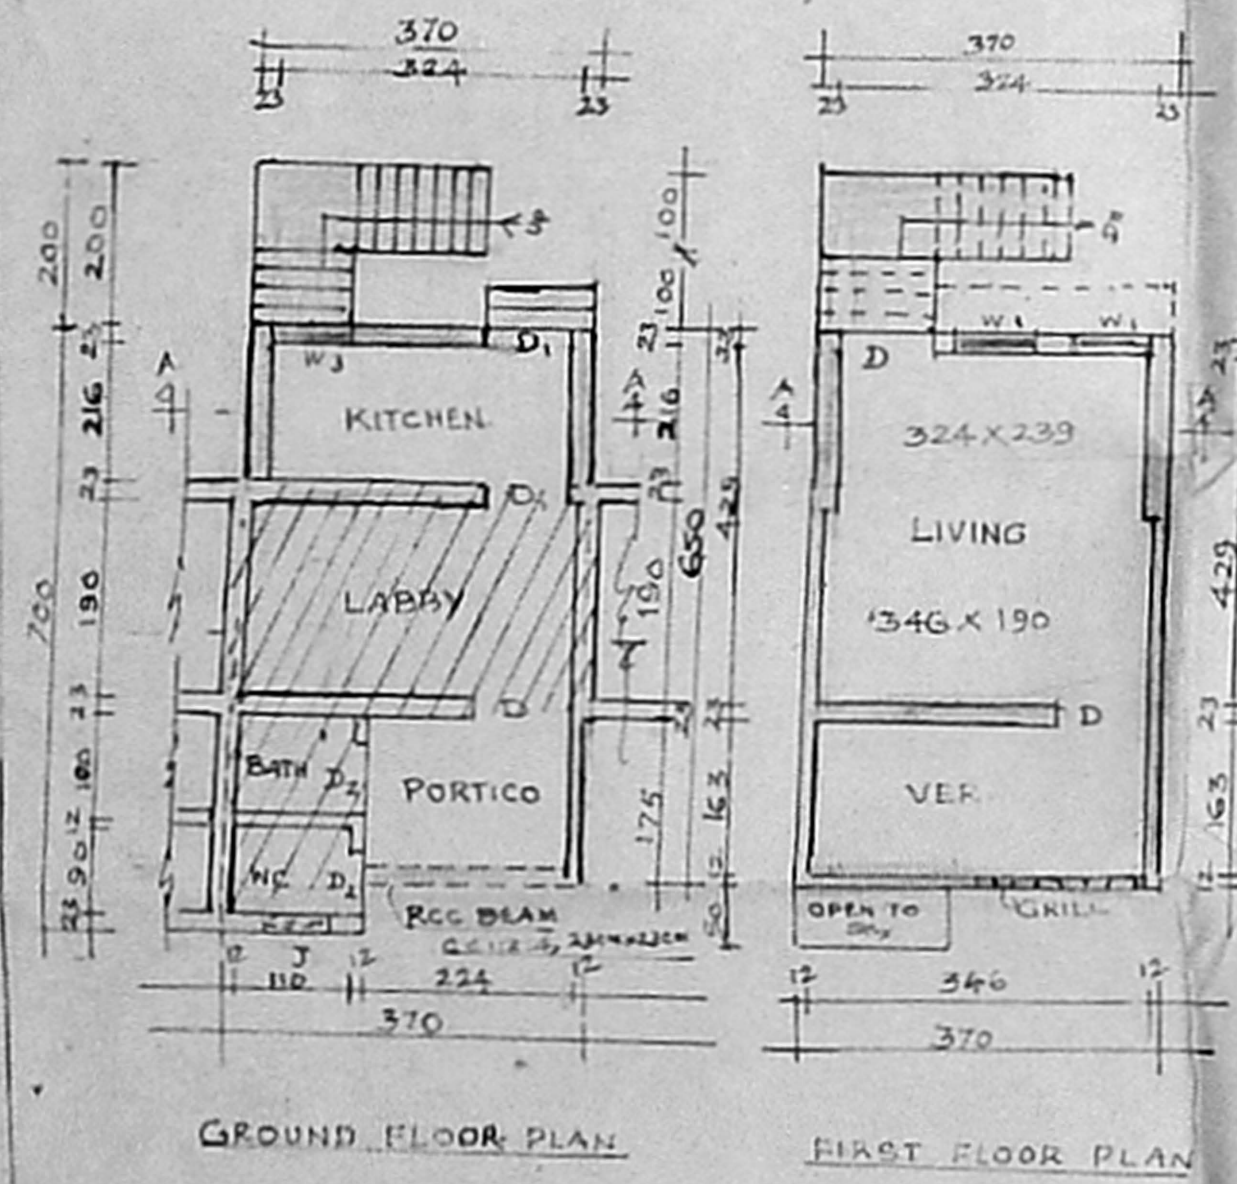 370
324
23
23
370
324
23
23
200
200
100
100
W3
D1
W1
W1
D
23
23
23
23
A
A
KITCHEN
216
216
324 X 239
23
23
LIVING
LABBY
346 X 190
700
190
190
650
429
429
23
D
23
23
23
D
BATH
D2
PORTICO
VER
100
175
163
163
12
12
12
90
WC
D2
23
RCC BEAM
OPEN TO
SKY
GRILL
50
12
J
12
12
110
224
370
12
346
12
370
GROUND FLOOR PLAN
FIRST FLOOR PLAN